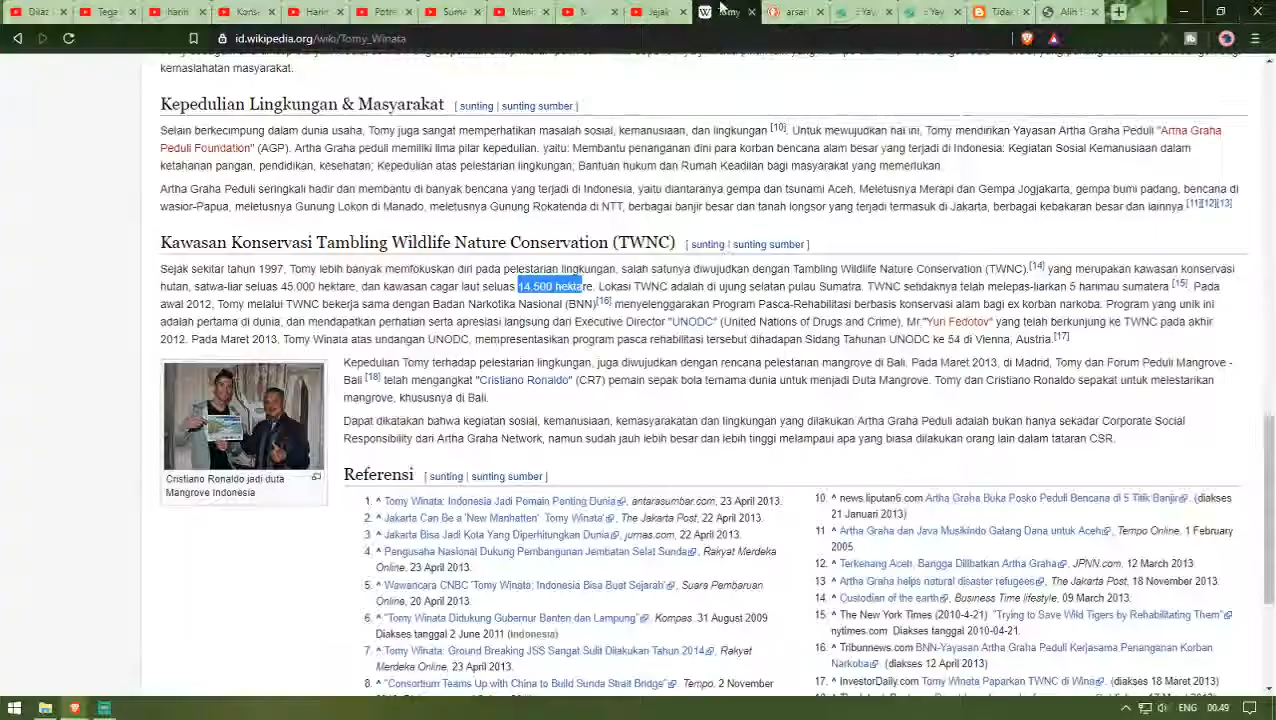 Diaz
Tega
harin
Kons
Harin
Potri
Sumi
Meni
M
Jejak
Tomy
arsari
Yay
Yay
Tidak
Alih
id.wikipedia.org/wiki/Tomy_Winata
kemaslahatan masyarakat.
Kepedulian Lingkungan & Masyarakat [ sunting | sunting sumber ]
Selain berkecimpung dalam dunia usaha, Tomy juga sangat memperhatikan masalah sosial, kemanusiaan, dan lingkungan [10]. Untuk mewujudkan hal ini, Tomy mendirikan Yayasan Artha Graha Peduli "Artha Graha
Peduli Foundation" (AGP). Artha Graha peduli memiliki lima pilar kepedulian. yaitu: Membantu penanganan dini para korban bencana alam besar yang terjadi di Indonesia: Kegiatan Sosial Kemanusiaan dalam
ketahanan pangan, pendidikan, kesehatan; Kepedulian atas pelestarian lingkungan; Bantuan hukum dan Rumah Keadilan bagi masyarakat yang memerlukan.
Artha Graha Peduli seringkali hadir dan membantu di banyak bencana yang terjadi di Indonesia, yaitu diantaranya gempa dan tsunami Aceh, Meletusnya Merapi dan Gempa Jogjakarta, gempa bumi padang, bencana di
wasior-Papua, meletusnya Gunung Lokon di Manado, meletusnya Gunung Rokatenda di NTT, berbagai banjir besar dan tanah longsor yang terjadi termasuk di Jakarta, berbagai kebakaran besar dan lainnya.[11][12][13]
Kawasan Konservasi Tambling Wildlife Nature Conservation (TWNC) [ sunting | sunting sumber ]
Sejak sekitar tahun 1997, Tomy lebih banyak memfokuskan diri pada pelestarian lingkungan, salah satunya diwujudkan dengan Tambling Wildlife Nature Conservation (TWNC).[14] yang merupakan kawasan konservasi
hutan, satwa-liar seluas 45.000 hektare, dan kawasan cagar laut seluas 14.500 hektare. Lokasi TWNC adalah di ujung selatan pulau Sumatra. TWNC setidaknya telah melepas-liarkan 5 harimau sumatera [15]. Pada
awal 2012, Tomy melalui TWNC bekerja sama dengan Badan Narkotika Nasional (BNN)[16] menyelenggarakan Program Pasca-Rehabilitasi berbasis konservasi alam bagi ex korban narkoba. Program yang unik ini
adalah pertama di dunia, dan mendapatkan perhatian serta apresiasi langsung dari Executive Director "UNODC" (United Nations of Drugs and Crime), Mr."Yuri Fedotov" yang telah berkunjung ke TWNC pada akhir
2012. Pada Maret 2013, Tomy Winata atas undangan UNODC, mempresentasikan program pasca rehabilitasi tersebut dihadapan Sidang Tahunan UNODC ke 54 di Vienna, Austria.[17]
Kepedulian Tomy terhadap pelestarian lingkungan, juga diwujudkan dengan rencana pelestarian mangrove di Bali. Pada Maret 2013, di Madrid, Tomy dan Forum Peduli Mangrove -
Bali [18] telah mengangkat "Cristiano Ronaldo" (CR7) pemain sepak bola ternama dunia untuk menjadi Duta Mangrove. Tomy dan Cristiano Ronaldo sepakat untuk melestarikan
mangrove, khususnya di Bali.
Dapat dikatakan bahwa kegiatan sosial, kemanusiaan, kemasyarakatan dan lingkungan yang dilakukan Artha Graha Peduli adalah bukan hanya sekadar Corporate Social
Responsibility dari Artha Graha Network, namun sudah jauh lebih besar dan lebih tinggi melampaui apa yang biasa dilakukan orang lain dalam tataran CSR.
Cristiano Ronaldo jadi duta
Mangrove Indonesia
Referensi [ sunting | sunting sumber ]
1. ^ Tomy Winata: Indonesia Jadi Pemain Penting Dunia, antarasumbar.com, 23 April 2013.
2. ^ Jakarta Can Be a 'New Manhatten' Tomy Winata', The Jakarta Post, 22 April 2013.
3. ^ Jakarta Bisa Jadi Kota Yang Diperhitungkan Dunia, jurnas.com, 22 April 2013.
4. ^ Pengusaha Nasional Dukung Pembangunan Jembatan Selat Sunda, Rakyat Merdeka
Online. 23 April 2013.
5. ^ Wawancara CNBC 'Tomy Winata: Indonesia Bisa Buat Sejarah', Suara Pembaruan
Online, 20 April 2013.
6. ^ "Tomy Winata Didukung Gubernur Banten dan Lampung". Kompas. 31 August 2009
Diakses tanggal 2 June 2011 (Indonesia)
7. ^ Tomy Winata: Ground Breaking JSS Sangat Sulit Dilakukan Tahun 2014, Rakyat
Merdeka Online, 23 April 2013.
8. ^ "Consortium Teams Up with China to Build Sunda Strait Bridge". Tempo. 2 November
10. ^ news.liputan6.com Artha Graha Buka Posko Peduli Bencana di 5 Titik Banjir. (diakses
21 Januari 2013)
11. ^ Artha Graha dan Java Musikindo Galang Dana untuk Aceh, Tempo Online. 1 February
2005.
12. ^ Terkenang Aceh, Bangga Dilibatkan Artha Graha, JPNN.com. 12 March 2013
13. ^ Artha Graha helps natural disaster refugees, The Jakarta Post, 18 November 2013.
14. ^ Custodian of the earth, Business Time lifestyle, 09 March 2013.
15. ^ The New York Times (2010-4-21) "Trying to Save Wild Tigers by Rehabilitating Them"
nytimes.com Diakses tanggal 2010-04-21.
16. ^ Tribunnews.com BNN-Yayasan Artha Graha Peduli Kerjasama Penanganan Korban
Narkoba (diakses 12 April 2013)
17. ^ InvestorDaily.com Tomy Winata Paparkan TWNC di Wina. (diakses 18 Maret 2013)
ENG
00.49